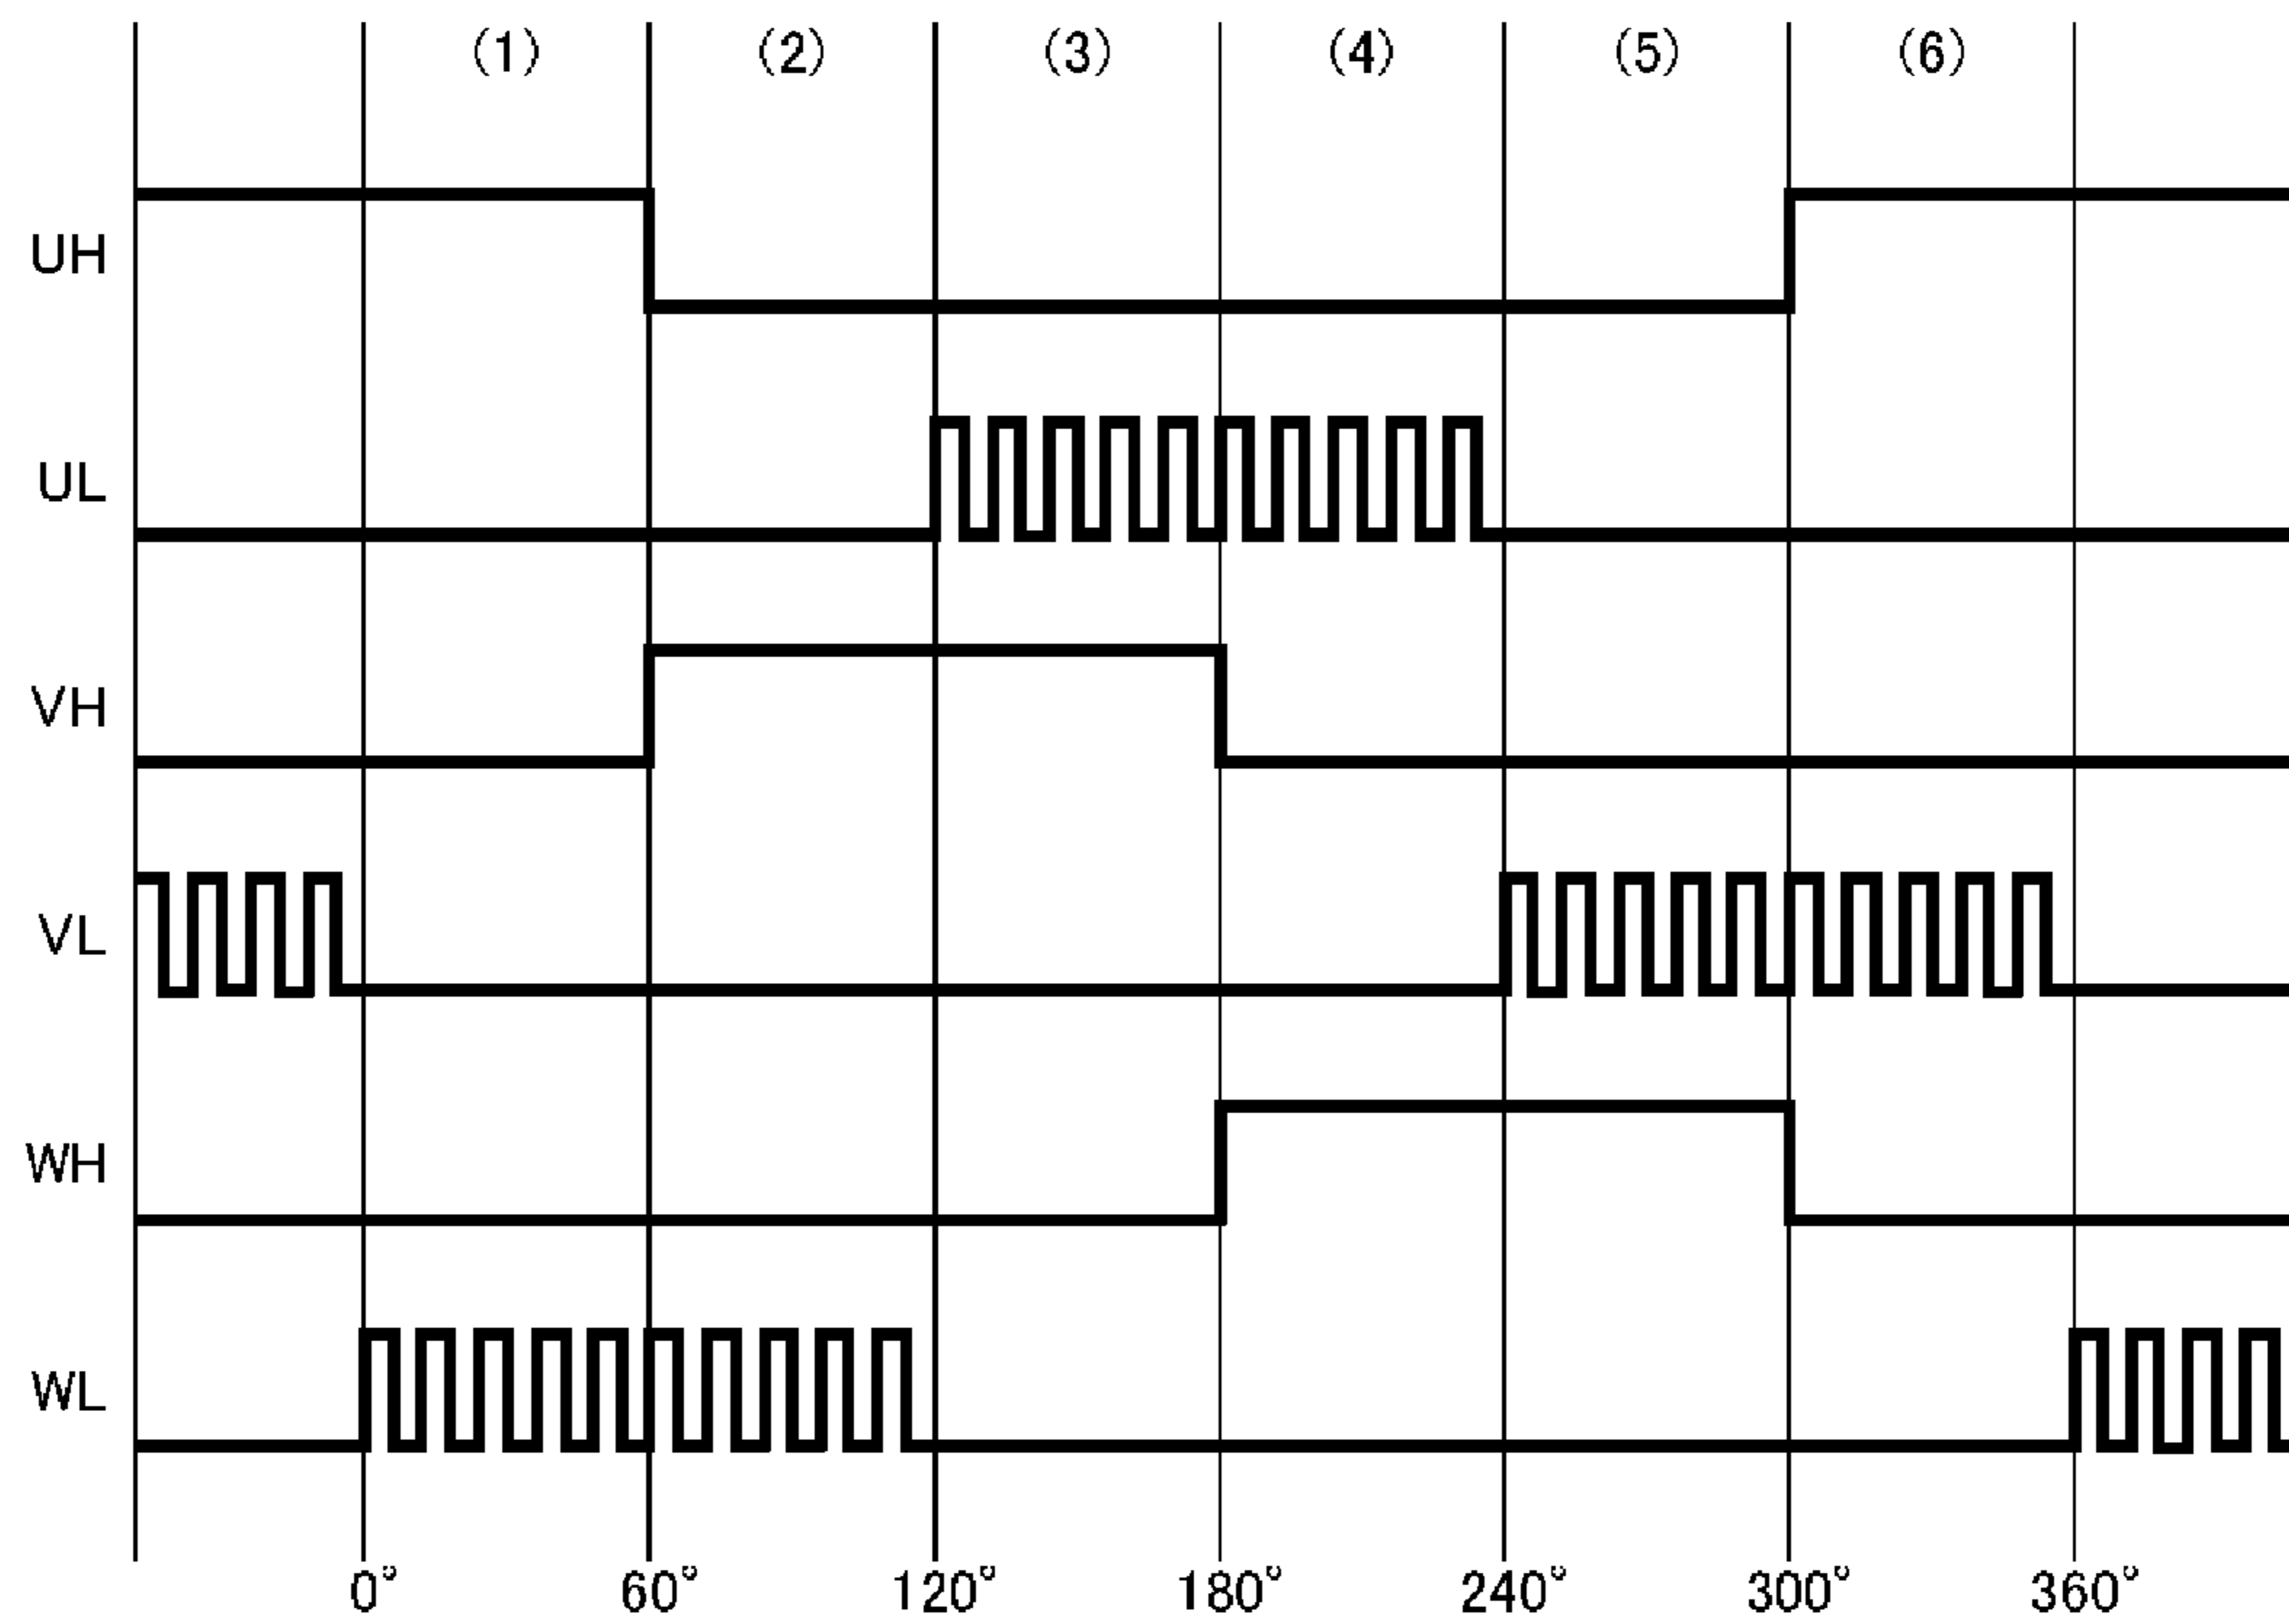 (1) (2) (3) (4) (5) (6)
UH
UL
VH
VL
WH
WL
0° 60° 120° 180° 240° 300° 360°